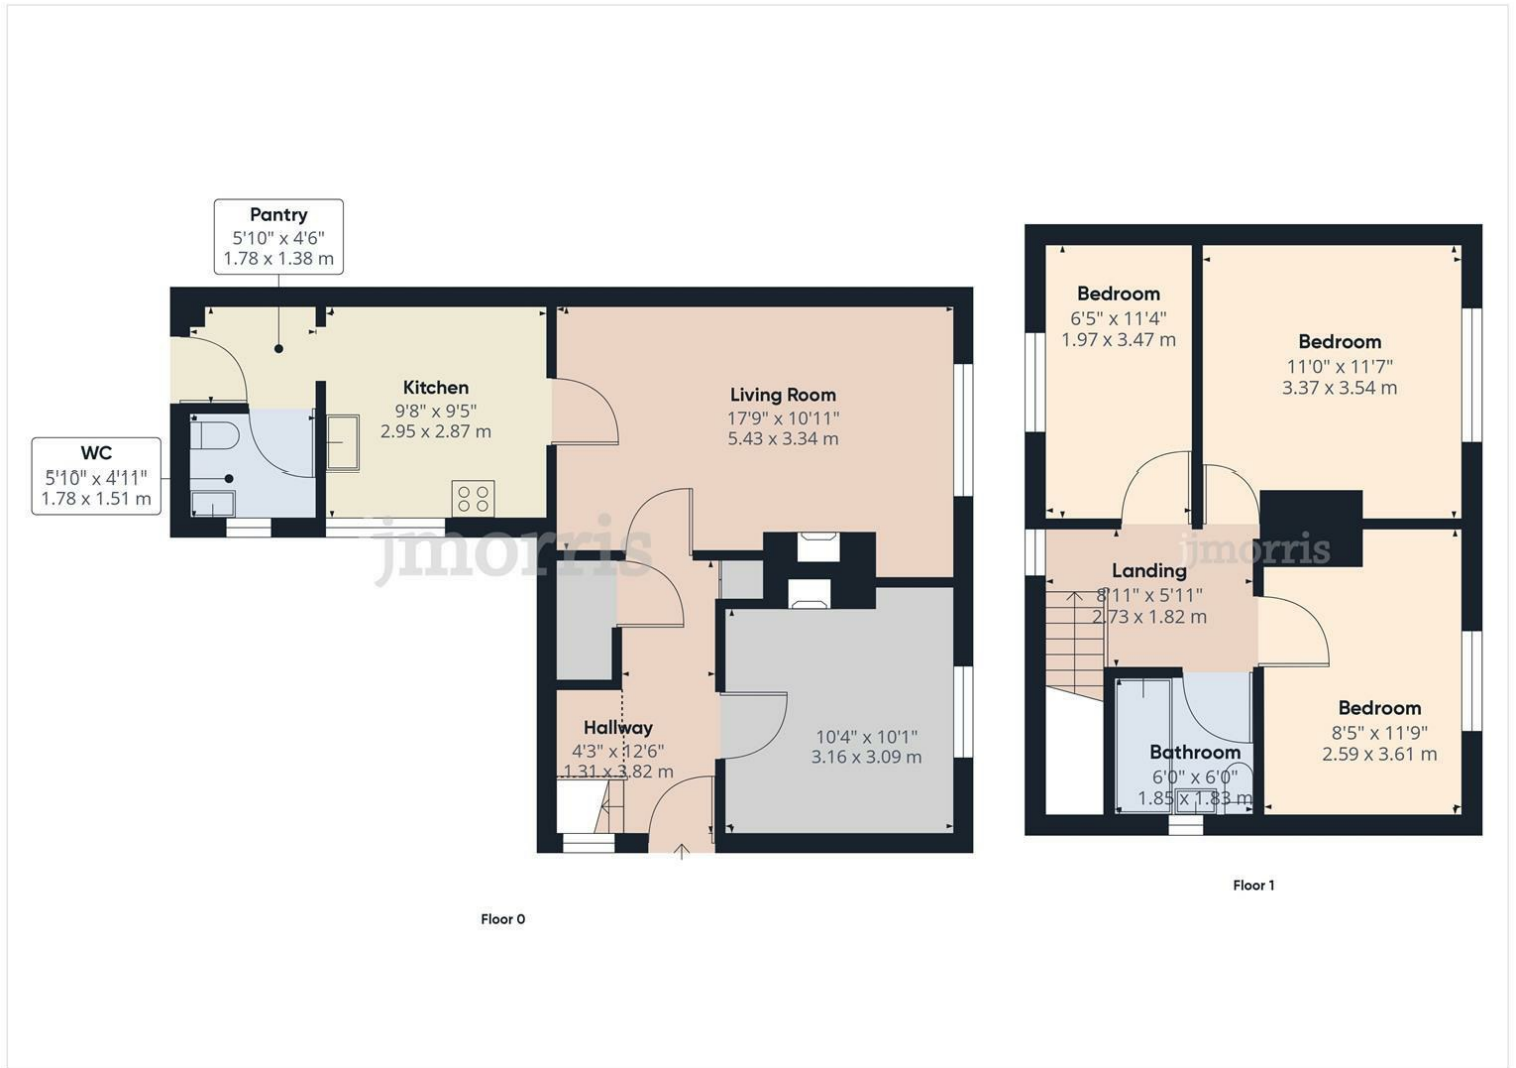 Pantry
5'10" x 4'6"
1.78 x 1.38 m
WC
5'10" x 4'11"
1.78 x 1.51 m
Kitchen
9'8" x 9'5"
2.95 x 2.87 m
Living Room
17'9" x 10'11"
5.43 x 3.34 m
jmorris
Hallway
4'3" x 12'6"
1.31 x 3.82 m
10'4" x 10'1"
3.16 x 3.09 m
Floor 0
Bedroom
6'5" x 11'4"
1.97 x 3.47 m
Bedroom
11'0" x 11'7"
3.37 x 3.54 m
jmorris
Landing
8'11" x 5'11"
2.73 x 1.82 m
Bedroom
8'5" x 11'9"
2.59 x 3.61 m
Bathroom
6'0" x 6'0"
1.85 x 1.83 m
Floor 1